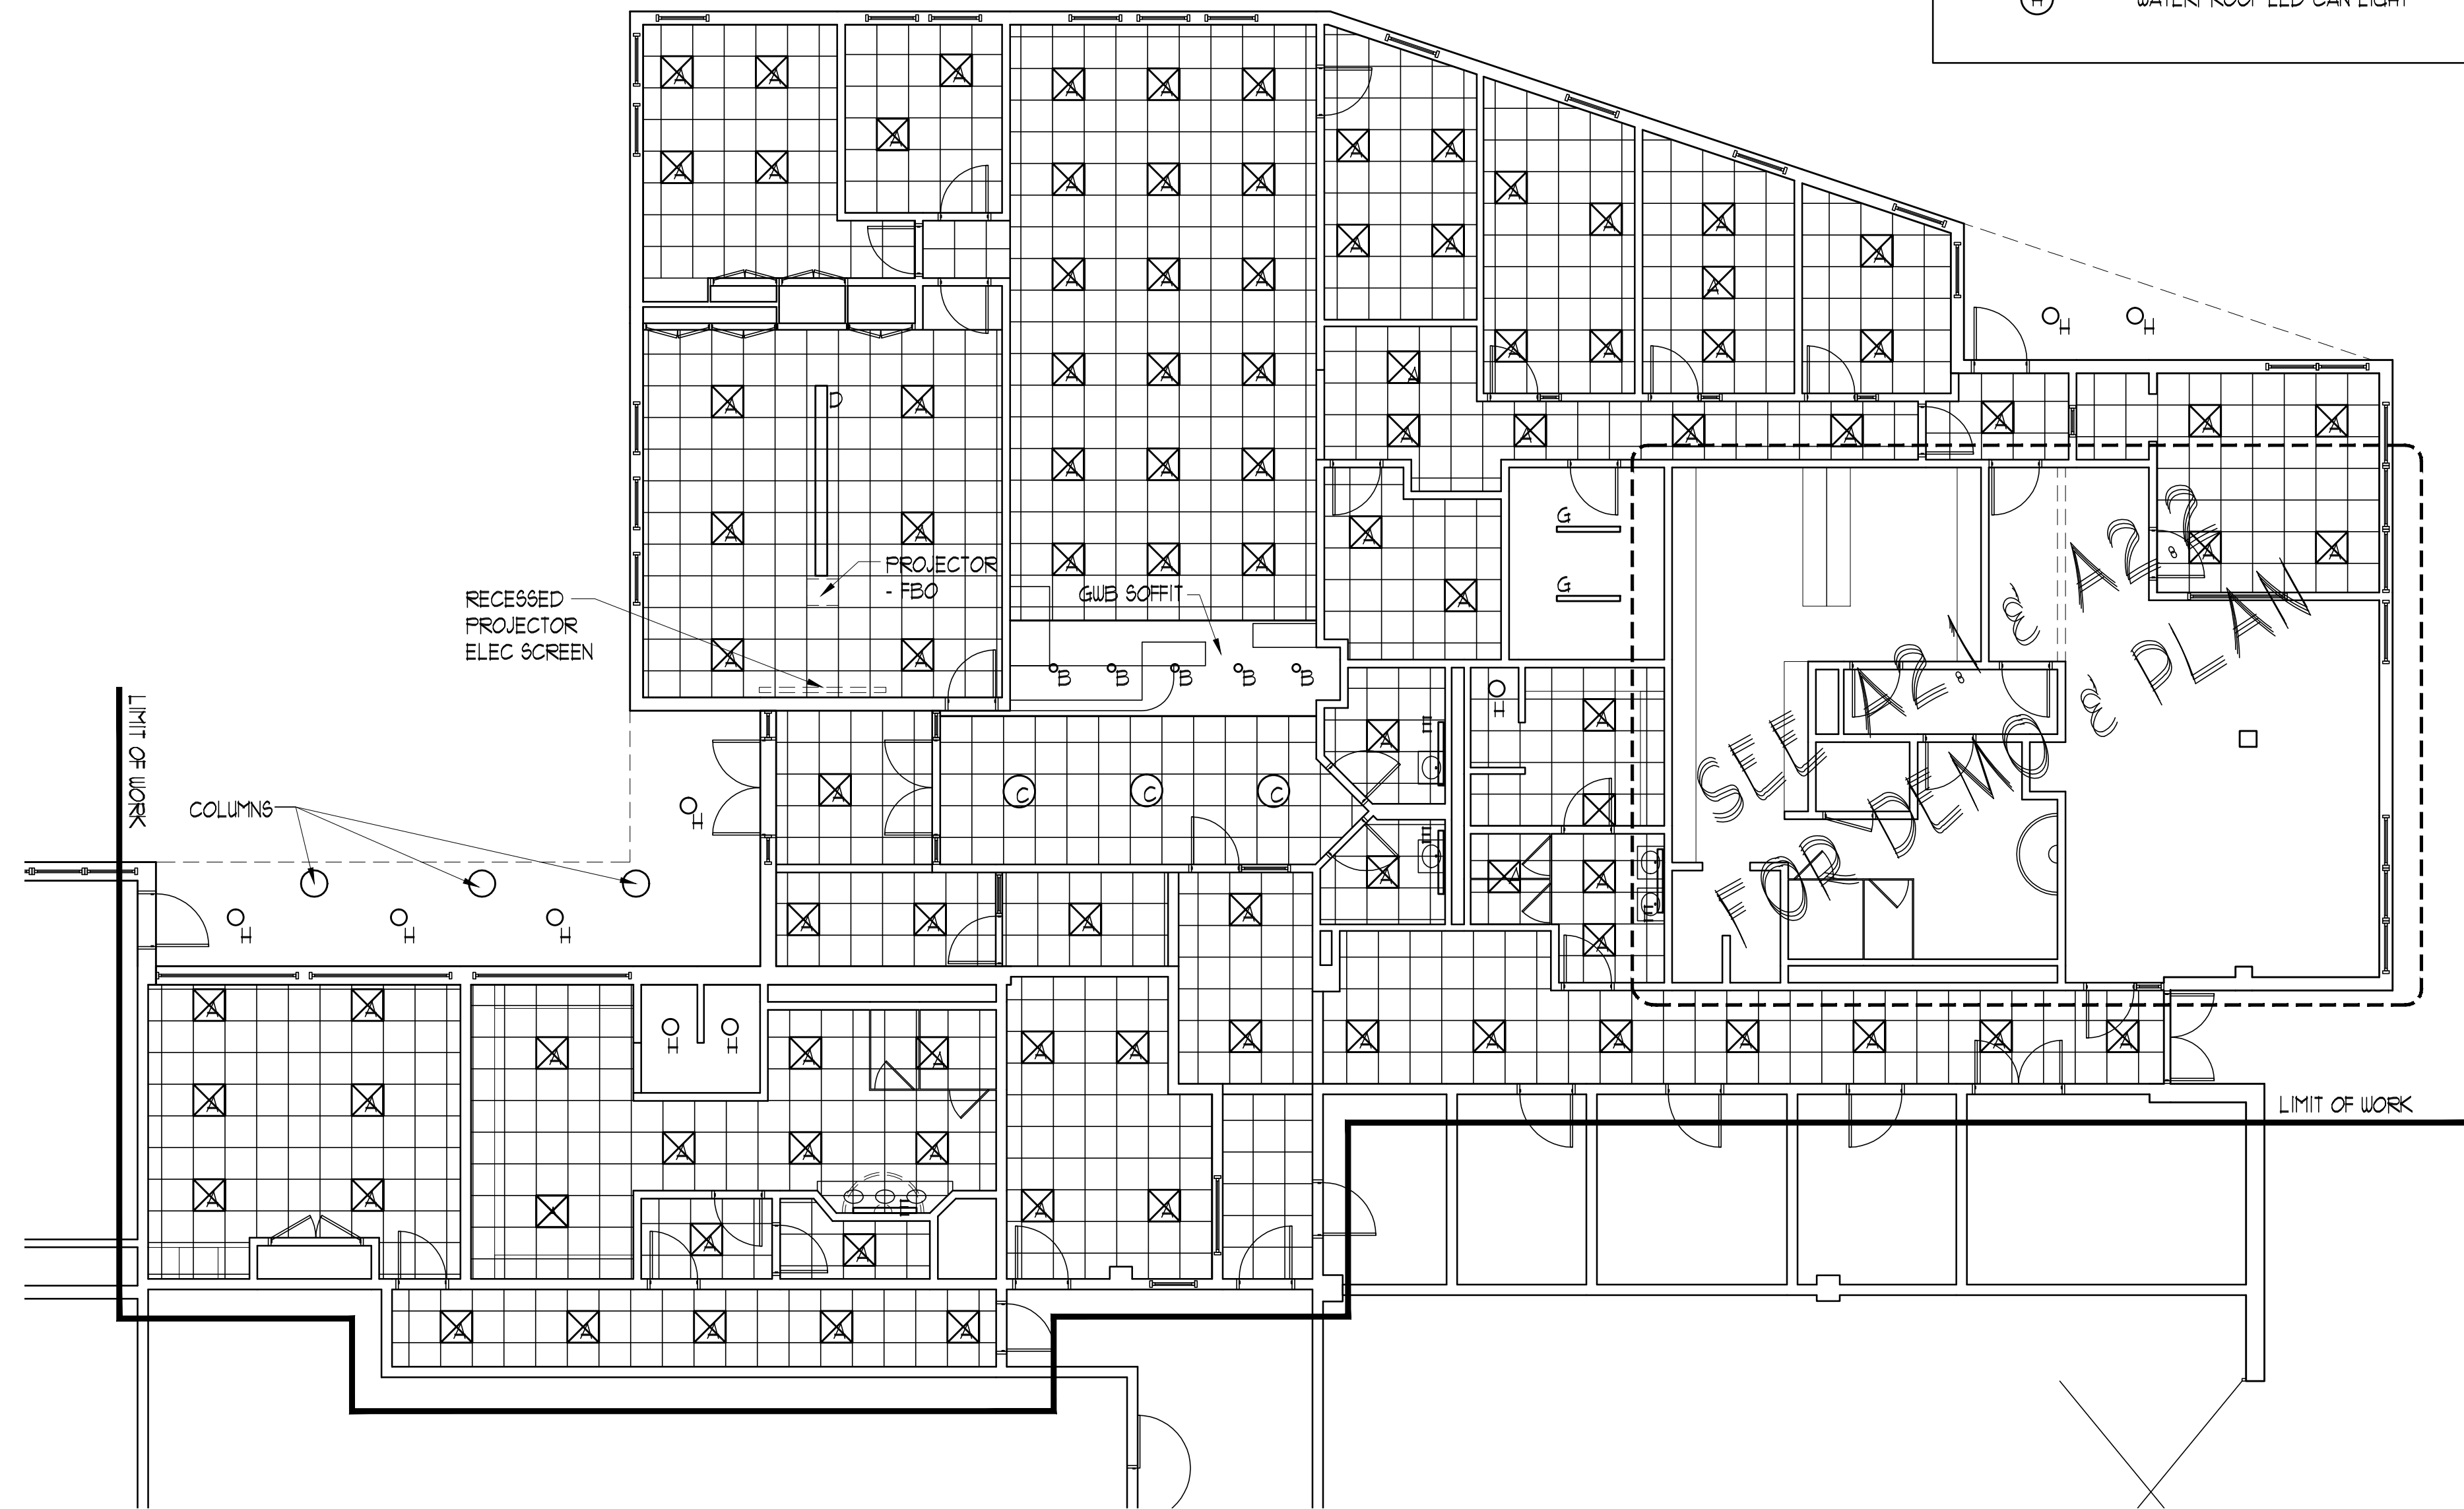 H WATERPROOF LED CAN LIGHT
A A A A A A
A A A
A A A A A
A A A A
A A A A A A
A A
H H
A A A A A A
A A A
A A D A A A A
A A A A A A
A A A
G
A A A A A
A A A
PROJECTOR
- FBO
G
GWB SOFFIT
A
RECESSED
PROJECTOR
ELEC SCREEN
A A
B B B B B
H
A
LIMIT OF WORK
A E
SEE A2.1 & A2.2
FOR DEMO & PLAN
COLUMNS
H
A C C C
A
E
A A A
A A A A
E
H H H
A
A A
H H
A A A A
A A A A A A A A
LIMIT OF WORK
A A
A A A
A A
A A A
E
A A
A A A A A